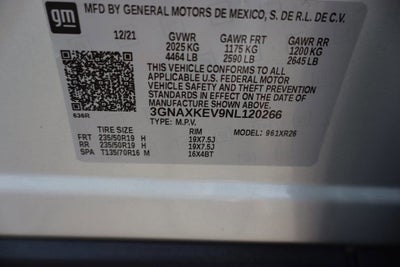 gm
MFD BY GENERAL MOTORS DE MEXICO, S. DE R.L. DE C.V.
12/21 GVWR GAWR FRT GAWR RR
2025 KG 1175 KG 1200 KG
4464 LB 2590 LB 2645 LB
THIS VEHICLE CONFORMS TO ALL APPLICABLE
U.S. FEDERAL MOTOR
VEHICLE SAFETY, BUMPER, AND THEFT
PREVENTION STANDARDS
IN EFFECT ON THE DATE OF
MANUFACTURE SHOWN ABOVE.
3GNAXKEV9NL120266
TYPE: M.P.V.
TIRE SIZE RIM MODEL: 961XR26
FRT 235/50R19 H 19X7.5J
RR 235/50R19 H 19X7.5J
SPA T135/70R16 M 16X4BT